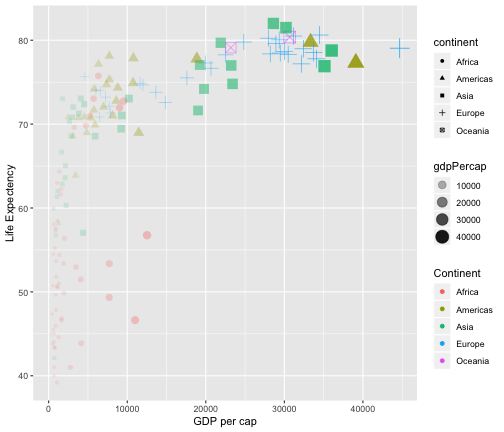 80
70
60
50
40
Life Expedency
0
10000
20000
30000
40000
GDP per cap
continent
Africa
Americas
Asia
Europe
Oceania
gdpPercap
10000
20000
30000
40000
Continent
Africa
Americas
Asia
Europe
Oceania